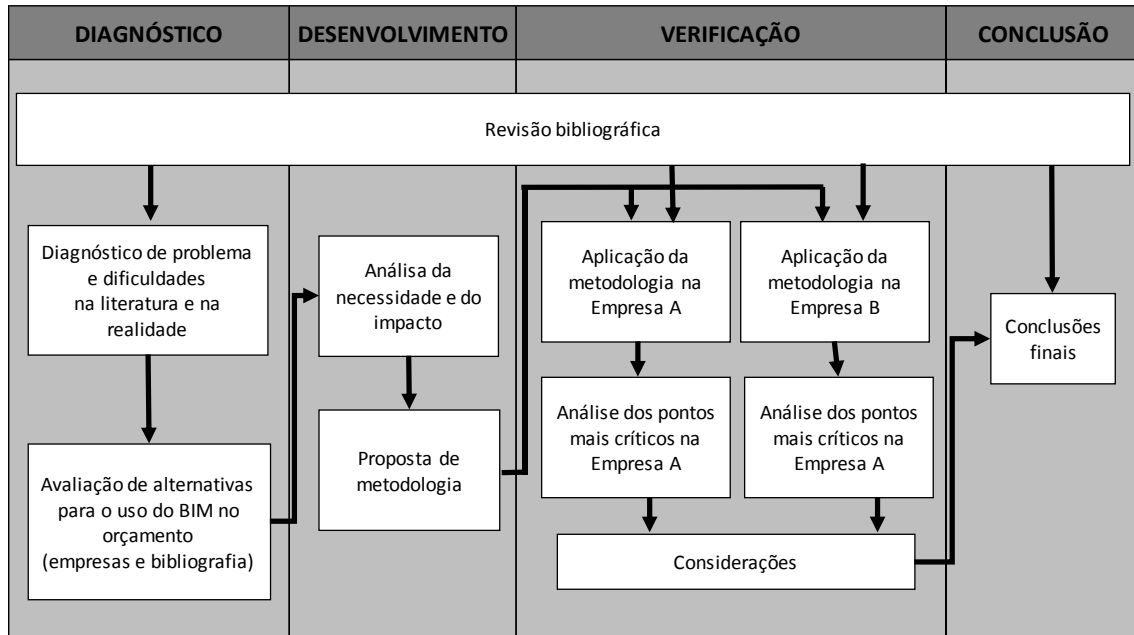 DIAGNÓSTICO
DESENVOLVIMENTO
VERIFICAÇÃO
CONCLUSÃO
Revisão bibliográfica
Diagnóstico de problema
e dificuldades
na literatura e na
realidade
Avaliação de alternativas
para o uso do BIM no
orçamento
(empresas e bibliografia)
Análisa da
necessidade e do
impacto
Proposta de
metodologia
Aplicação da
metodologia na
Empresa A
Aplicação da
metodologia na
Empresa B
Análise dos pontos
mais críticos na
Empresa A
Análise dos pontos
mais críticos na
Empresa A
Considerações
Conclusões
finais